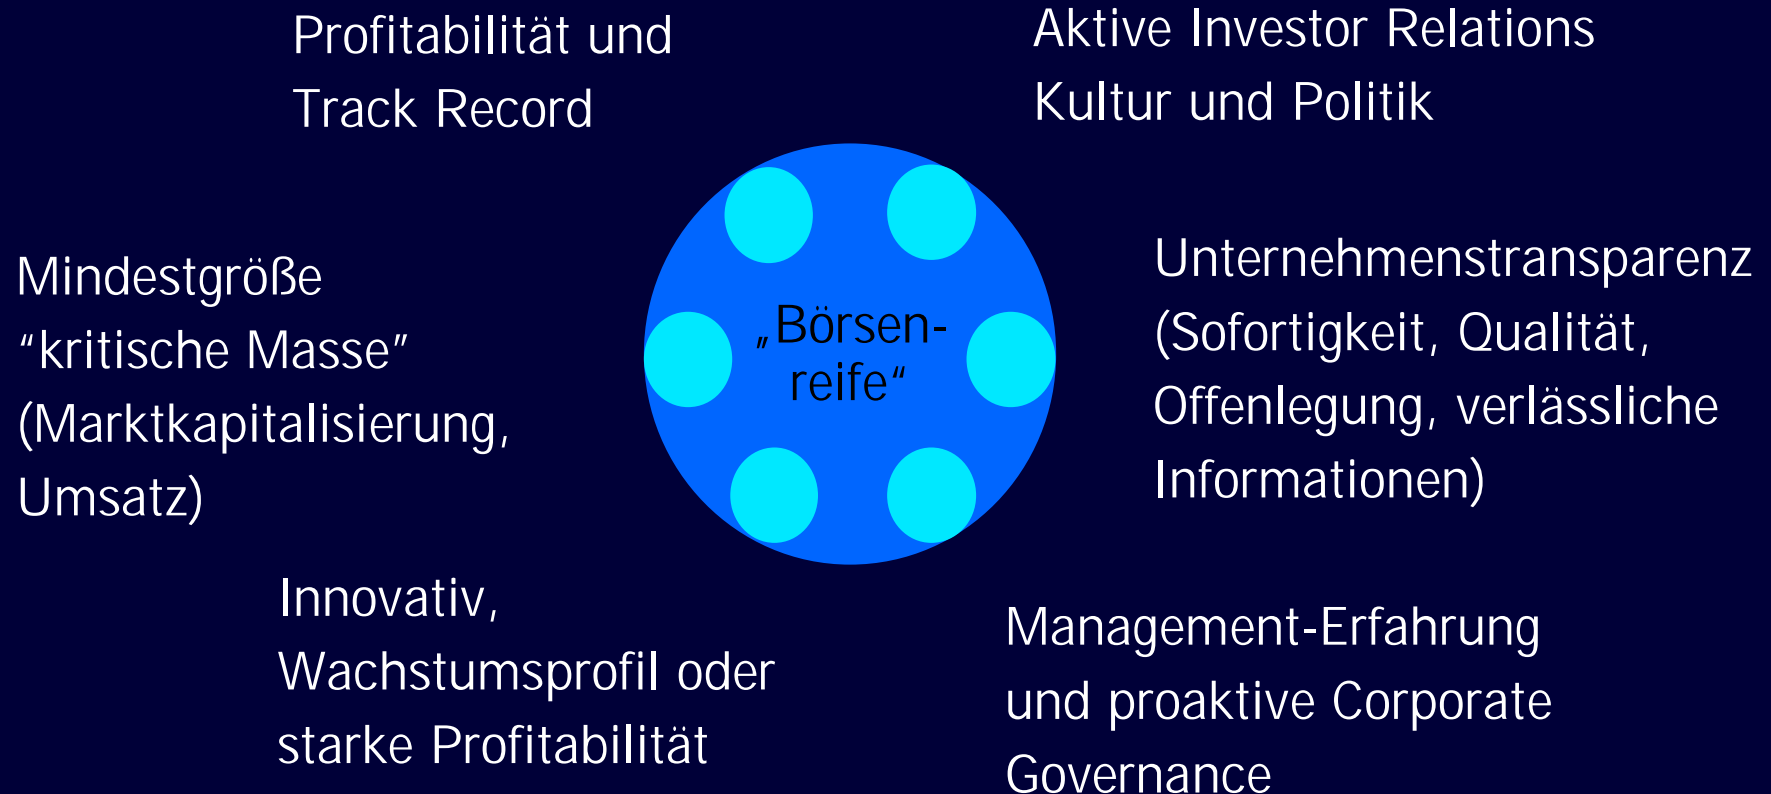 Profitabilität und
Track Record
Aktive Investor Relations
Kultur und Politik
Mindestgröße
“kritische Masse”
(Marktkapitalisierung,
Umsatz)
„Börsen-
reife“
Unternehmenstransparenz
(Sofortigkeit, Qualität,
Offenlegung, verlässliche
Informationen)
Innovativ,
Wachstumsprofil oder
starke Profitabilität
Management-Erfahrung
und proaktive Corporate
Governance